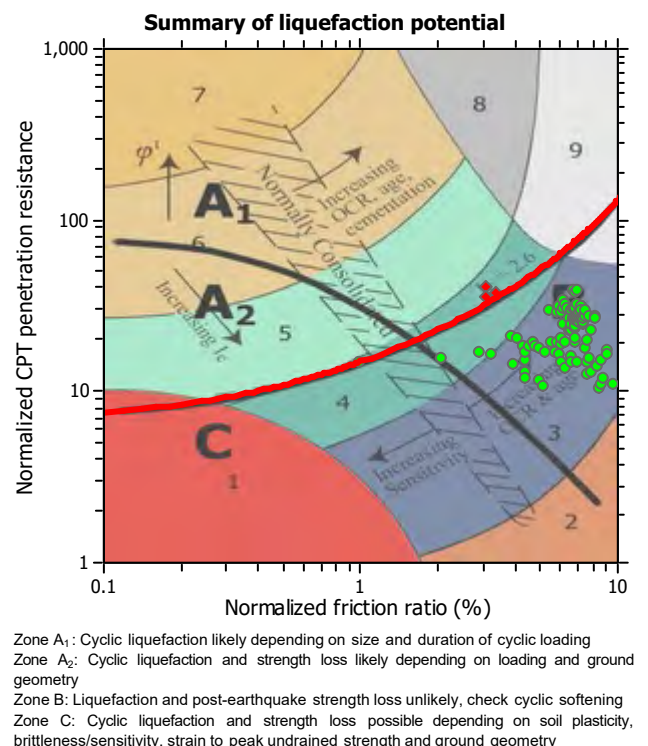 Summary of liquefaction potential
1,000
100
10
1
Normalized CPT penetration resistance
7
8
9
φ'
A1
Increasing
OCR, age,
cementation
Normally Consolidated
6
A2
Increasing Ic
5
2.6
4
C
1
Increasing
Sensitivity
Increasing
OCR & age
3
2
0.1
1
10
Normalized friction ratio (%)
Zone A1: Cyclic liquefaction likely depending on size and duration of cyclic loading
Zone A2: Cyclic liquefaction and strength loss likely depending on loading and ground
geometry
Zone B: Liquefaction and post-earthquake strength loss unlikely, check cyclic softening
Zone C: Cyclic liquefaction and strength loss possible depending on soil plasticity,
brittleness/sensitivity, strain to peak undrained strength and ground geometry